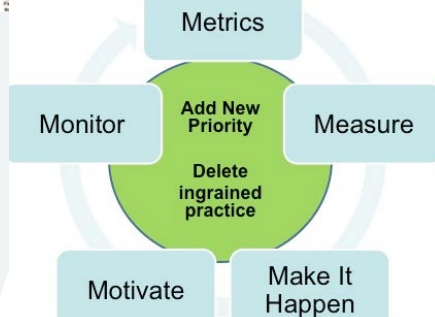 Metrics
Monitor
Add New
Priority
Measure
Delete
ingrained
practice
Motivate
Make It
Happen